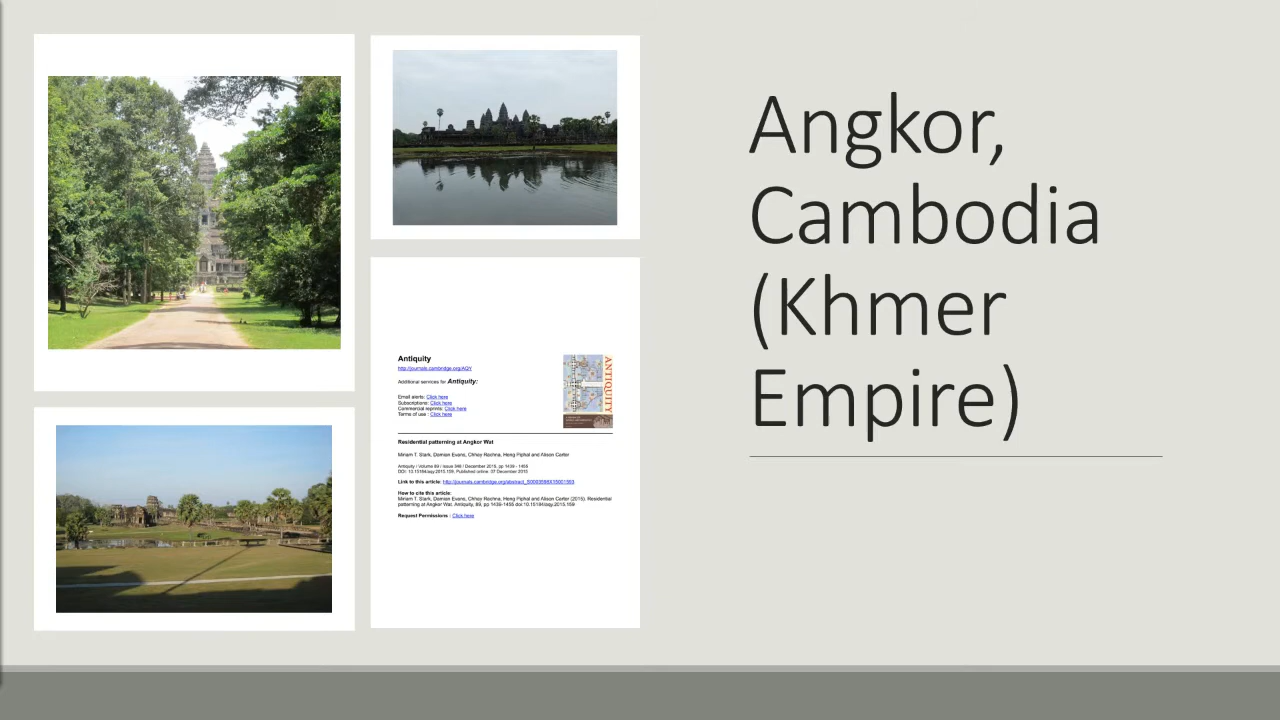 Angkor,
Cambodia
(Khmer
Empire)
Antiquity
http://journals.cambridge.org/AQY
Additional services for Antiquity:
Email alerts: Click here
Subscriptions: Click here
Commercial reprints: Click here
Terms of use : Click here
ANTIQUITY
Residential patterning at Angkor Wat
Miriam T. Stark, Damian Evans, Chhay Rachna, Heng Piphal and Alison Carter
Antiquity / Volume 89 / Issue 348 / December 2015, pp 1439 - 1455
DOI: 10.15184/aqy.2015.159, Published online: 07 December 2015
Link to this article: http://journals.cambridge.org/abstract_S0003598X15001593
How to cite this article:
Miriam T. Stark, Damian Evans, Chhay Rachna, Heng Piphal and Alison Carter (2015). Residential
patterning at Angkor Wat. Antiquity, 89, pp 1439-1455 doi:10.15184/aqy.2015.159
Request Permissions : Click here